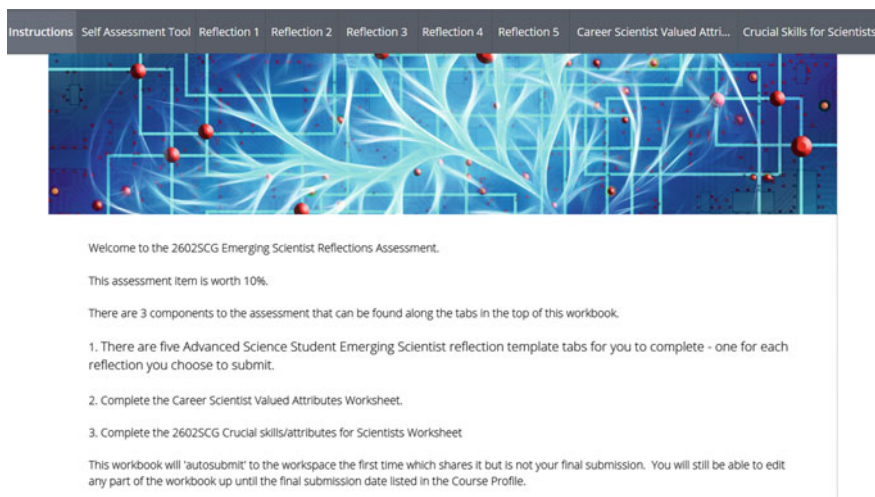 Instructions Self Assessment Tool Reflection 1 Reflection 2 Reflection 3 Reflection 4 Reflection 5 Career Scientist Valued Attri... Crucial Skills for Scientists
Welcome to the 2602SCG Emerging Scientist Reflections Assessment.
This assessment item is worth 10%.
There are 3 components to the assessment that can be found along the tabs in the top of this workbook.
1. There are five Advanced Science Student Emerging Scientist reflection template tabs for you to complete - one for each
reflection you choose to submit.
2. Complete the Career Scientist Valued Attributes Worksheet.
3. Complete the 2602SCG Crucial skills/attributes for Scientists Worksheet
This workbook will 'autosubmit' to the workspace the first time which shares it but is not your final submission. You will still be able to edit
any part of the workbook up until the final submission date listed in the Course Profile.